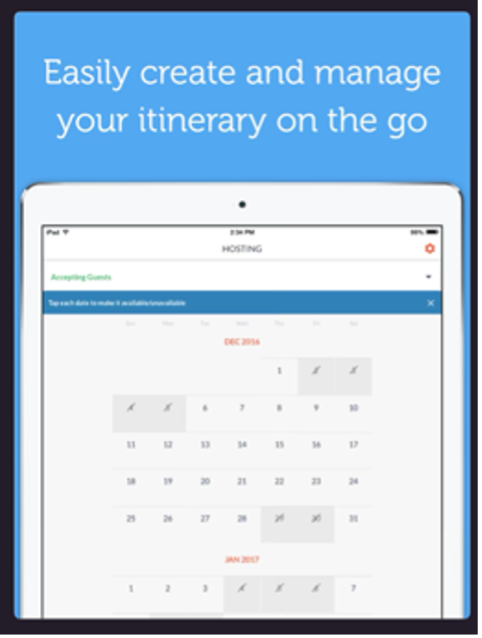 Easily create and manage
your itinerary on the go
iPad 2:34 PM 98%
HOSTING
Accepting Guests
Tap each date to make it available/unavailable
Sun Mon Tue Wed Thu Fri Sat
DEC 2016
1 2 3
4 5 6 7 8 9 10
11 12 13 14 15 16 17
18 19 20 21 22 23 24
25 26 27 28 29 30 31
JAN 2017
1 2 3 4 5 6 7